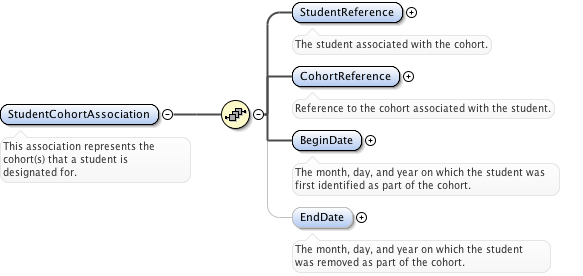 StudentReference
The student associated with the cohort.
CohortReference
Reference to the cohort associated with the student.
StudentCohortAssociation
This association represents the
cohort(s) that a student is
designated for.
BeginDate
The month, day, and year on which the student was
first identified as part of the cohort.
EndDate
The month, day, and year on which the student
was removed as part of the cohort.